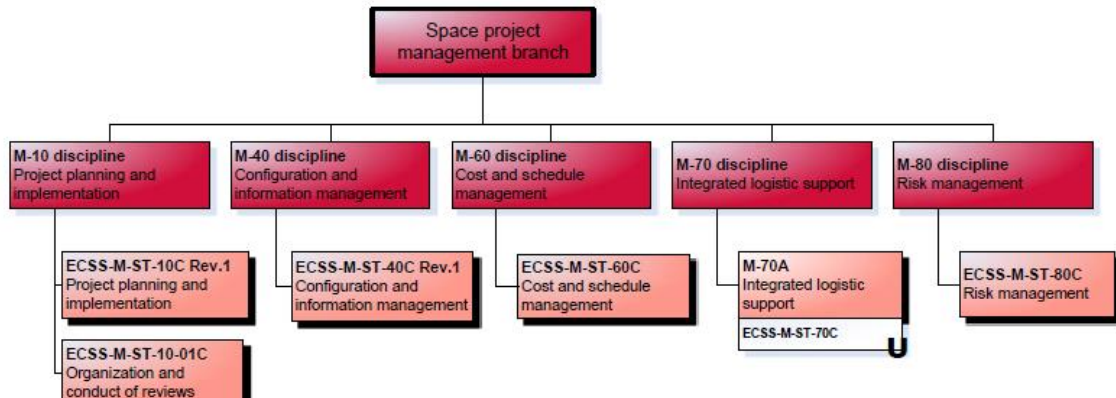 Space project
management branch
M-10 discipline
Project planning and
implementation
M-40 discipline
Configuration and
information management
M-60 discipline
Cost and schedule
management
M-70 discipline
Integrated logistic support
M-80 discipline
Risk management
ECSS-M-ST-10C Rev.1
Project planning and
implementation
ECSS-M-ST-40C Rev.1
Configuration and
information management
ECSS-M-ST-60C
Cost and schedule
management
M-70A
Integrated logistic
support
ECSS-M-ST-70C
U
ECSS-M-ST-80C
Risk management
ECSS-M-ST-10-01C
Organization and
conduct of reviews